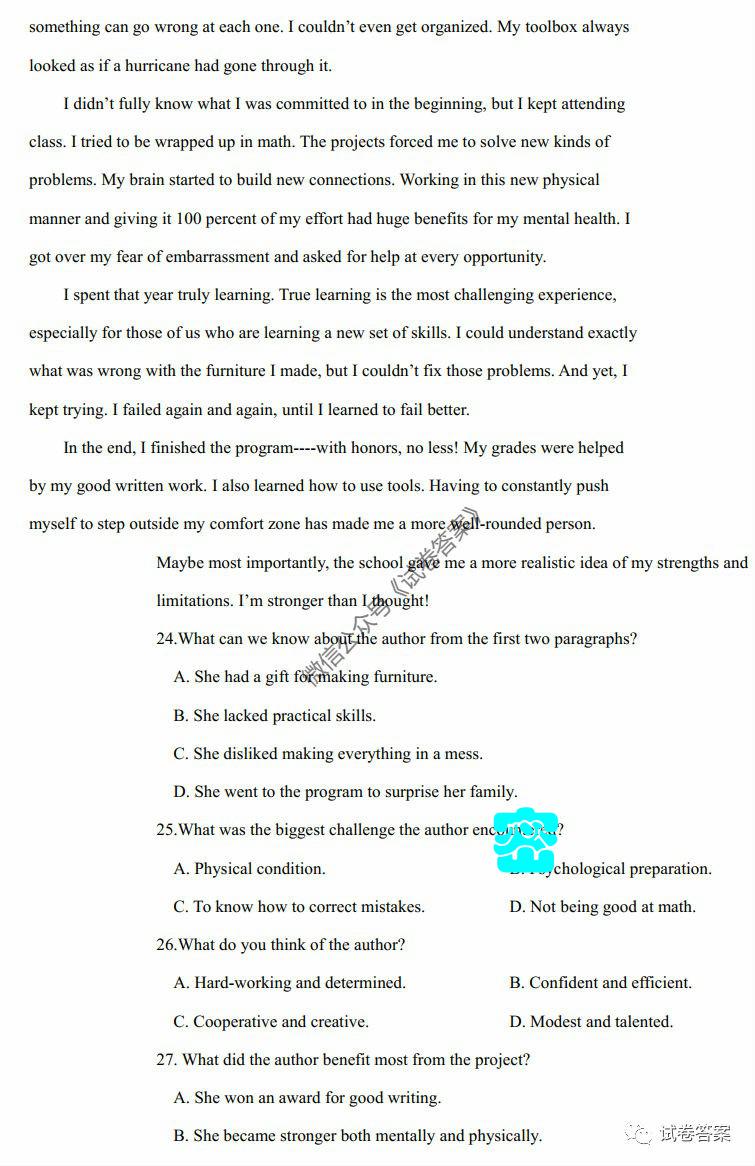 something can go wrong at each one. I couldn’t even get organized. My toolbox always
looked as if a hurricane had gone through it.
I didn’t fully know what I was committed to in the beginning, but I kept attending
class. I tried to be wrapped up in math. The projects forced me to solve new kinds of
problems. My brain started to build new connections. Working in this new physical
manner and giving it 100 percent of my effort had huge benefits for my mental health. I
got over my fear of embarrassment and asked for help at every opportunity.
I spent that year truly learning. True learning is the most challenging experience,
especially for those of us who are learning a new set of skills. I could understand exactly
what was wrong with the furniture I made, but I couldn’t fix those problems. And yet, I
kept trying. I failed again and again, until I learned to fail better.
In the end, I finished the program----with honors, no less! My grades were helped
by my good written work. I also learned how to use tools. Having to constantly push
myself to step outside my comfort zone has made me a more well-rounded person.
Maybe most importantly, the school gave me a more realistic idea of my strengths and
limitations. I’m stronger than I thought!
微信公众号《试卷答案》
24.What can we know about the author from the first two paragraphs?
A. She had a gift for making furniture.
B. She lacked practical skills.
C. She disliked making everything in a mess.
D. She went to the program to surprise her family.
25.What was the biggest challenge the author ?
A. Physical condition. ychological preparation.
C. To know how to correct mistakes. D. Not being good at math.
26.What do you think of the author?
A. Hard-working and determined. B. Confident and efficient.
C. Cooperative and creative. D. Modest and talented.
27. What did the author benefit most from the project?
A. She won an award for good writing.
B. She became stronger both mentally and physically.
试卷答案